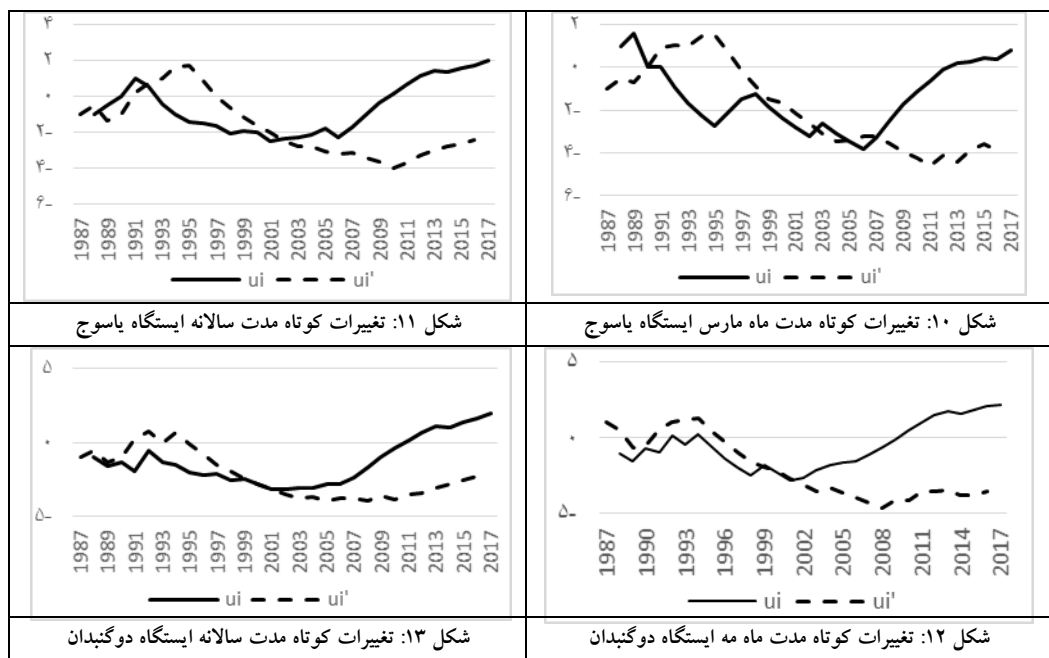 ۲
۰
۲-
۴-
۶-
1987 1989 1991 1993 1995 1997 1999 2001 2003 2005 2007 2009 2011 2013 2015 2017
ui ui'
شکل ۱۰: تغییرات کوتاه مدت ماه مارس ایستگاه یاسوج
۴
۲
۰
۲-
۴-
۶-
1987 1989 1991 1993 1995 1997 1999 2001 2003 2005 2007 2009 2011 2013 2015 2017
ui ui'
شکل ۱۱: تغییرات کوتاه مدت سالانه ایستگاه یاسوج
۵
۰
۵-
1987 1990 1993 1996 1999 2002 2005 2008 2011 2014 2017
ui ui'
شکل ۱۲: تغییرات کوتاه مدت ماه مه ایستگاه دوگنبدان
۵
۰
۵-
1987 1989 1991 1993 1995 1997 1999 2001 2003 2005 2007 2009 2011 2013 2015 2017
ui ui'
شکل ۱۳: تغییرات کوتاه مدت سالانه ایستگاه دوگنبدان